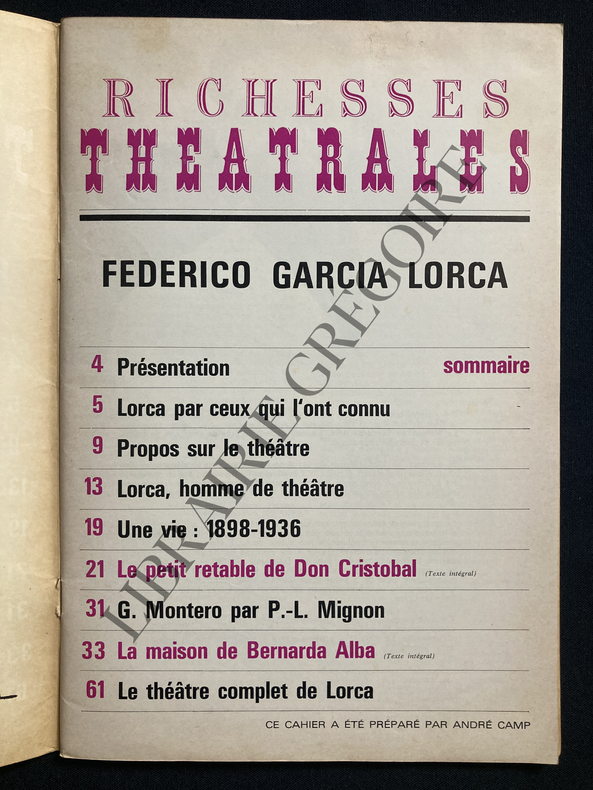 RICHESSES
THEATRALES
FEDERICO GARCIA LORCA
sommaire
4 Présentation
5 Lorca par ceux qui l'ont connu
9 Propos sur le théâtre
13 Lorca, homme de théâtre
19 Une vie : 1898-1936
21 Le petit retable de Don Cristobal (Texte intégral)
31 G. Montero par P.-L. Mignon
33 La maison de Bernarda Alba (Texte intégral)
61 Le théâtre complet de Lorca
CE CAHIER A ÉTÉ PRÉPARÉ PAR ANDRÉ CAMP
LIBRAIRIE GRÉGOIRE